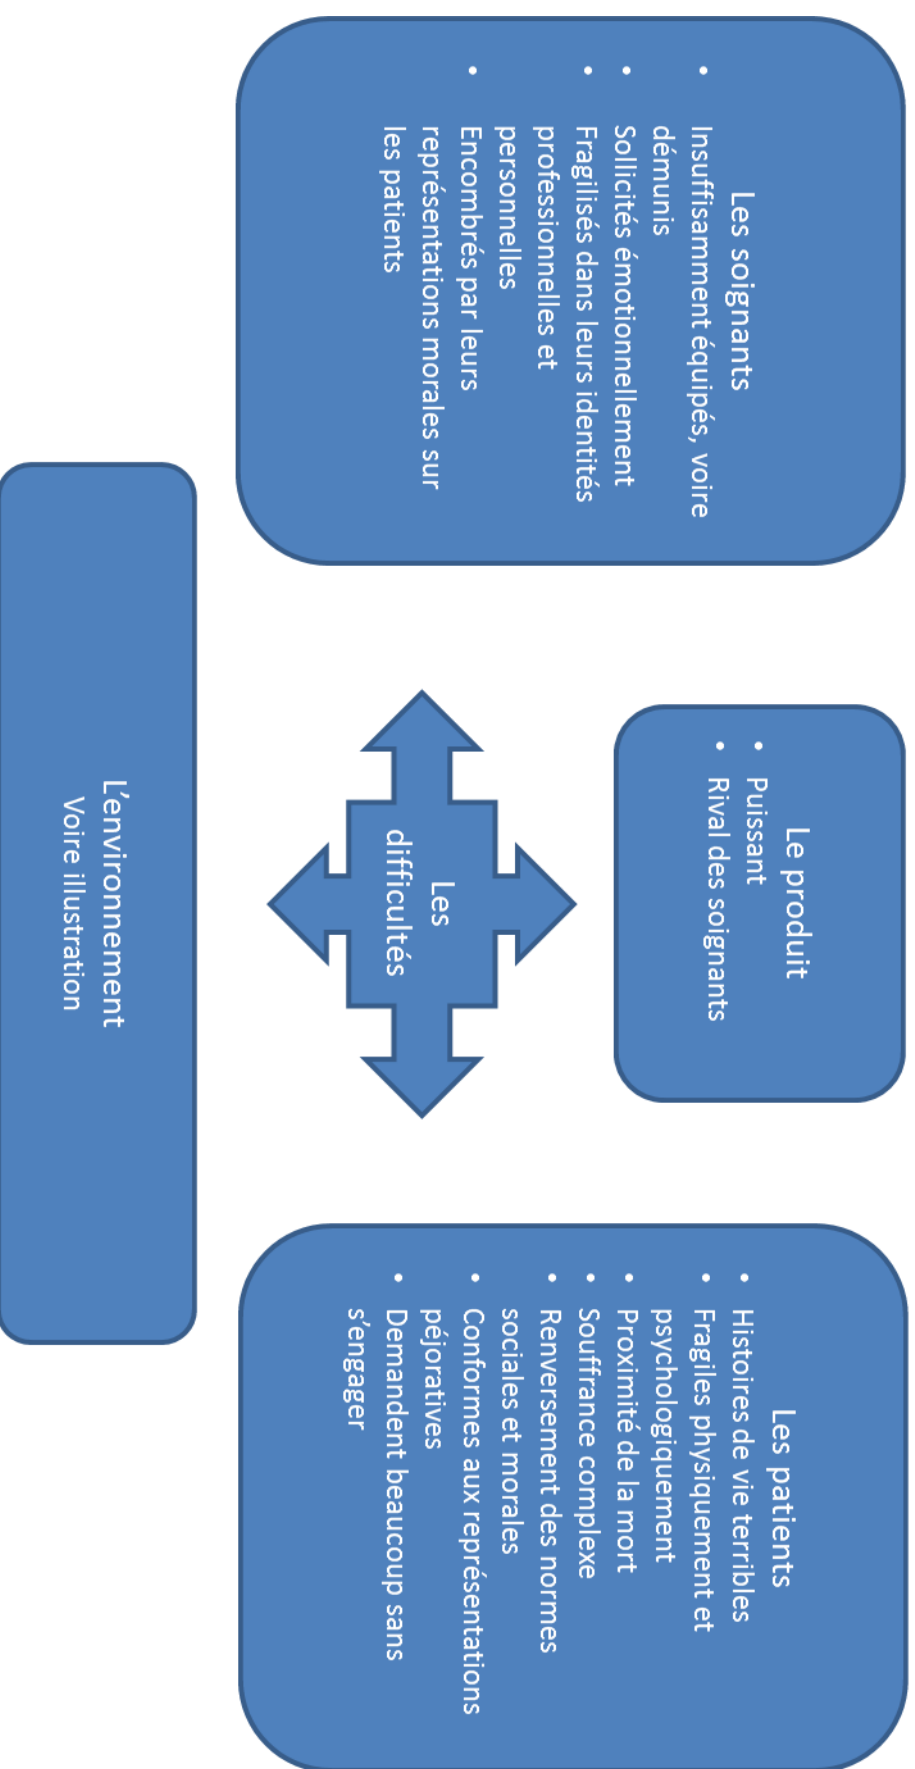 Les soignants
• Insuffisamment équipés, voire
démunis
• Sollicités émotionnellement
• Fragilisés dans leurs identités
professionnelles et
personnelles
• Encombrés par leurs
représentations morales sur
les patients
Le produit
• Puissant
• Rival des soignants
Les patients
• Histoires de vie terribles
• Fragiles physiquement et
psychologiquement
• Proximité de la mort
• Souffrance complexe
• Renversement des normes
sociales et morales
• Conformes aux représentations
péjoratives
• Demandent beaucoup sans
s'engager
Les
difficultés
L'environnement
Voire illustration